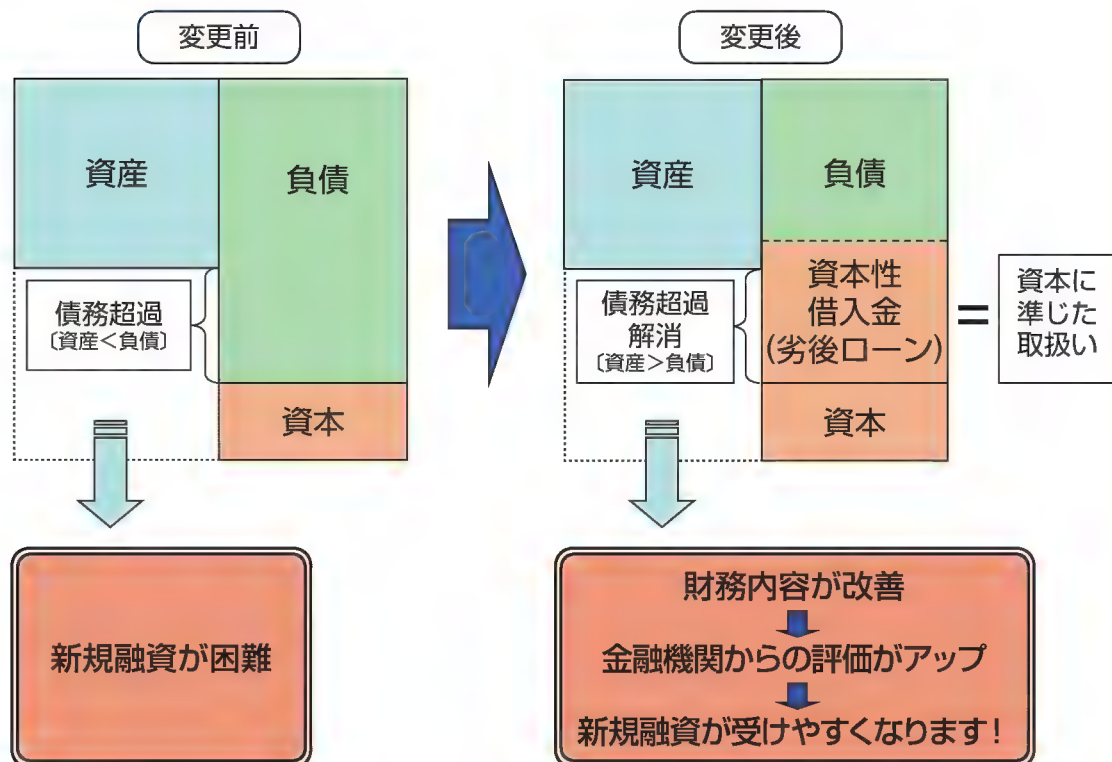 変更前
資産
負債
債務超過
〔資産＜負債〕
資本
新規融資が困難
変更後
資産
負債
債務超過
解消
〔資産＞負債〕
資本性
借入金
(劣後ローン)
＝
資本に
準じた
取扱い
資本
財務内容が改善
金融機関からの評価がアップ
新規融資が受けやすくなります！